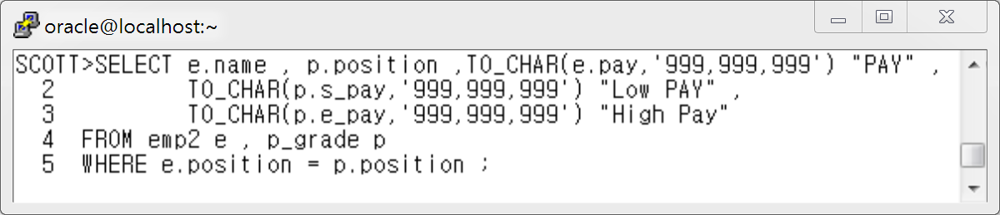 oracle@localhost:~
SCOTT>SELECT e.name , p.position ,TO_CHAR(e.pay,'999,999,999') "PAY" ,
2 TO_CHAR(p.s_pay,'999,999,999') "Low PAY" ,
3 TO_CHAR(p.e_pay,'999,999,999') "High Pay"
4 FROM emp2 e , p_grade p
5 WHERE e.position = p.position ;